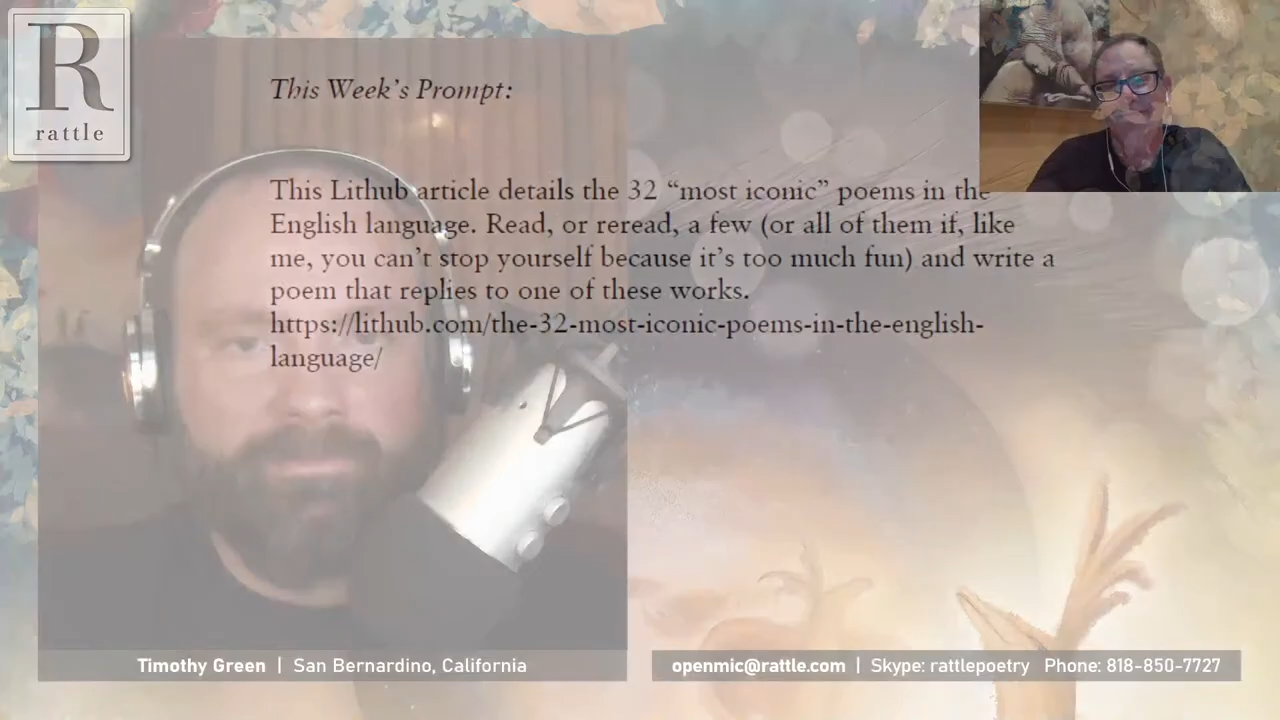 R
rattle
This Week's Prompt:
This Lithub article details the 32 “most iconic” poems in the
English language. Read, or reread, a few (or all of them if, like
me, you can't stop yourself because it's too much fun) and write a
poem that replies to one of these works.
https://lithub.com/the-32-most-iconic-poems-in-the-english-
language/
Timothy Green | San Bernardino, California
openmic@rattle.com | Skype: rattlepoetry Phone: 818-850-7727